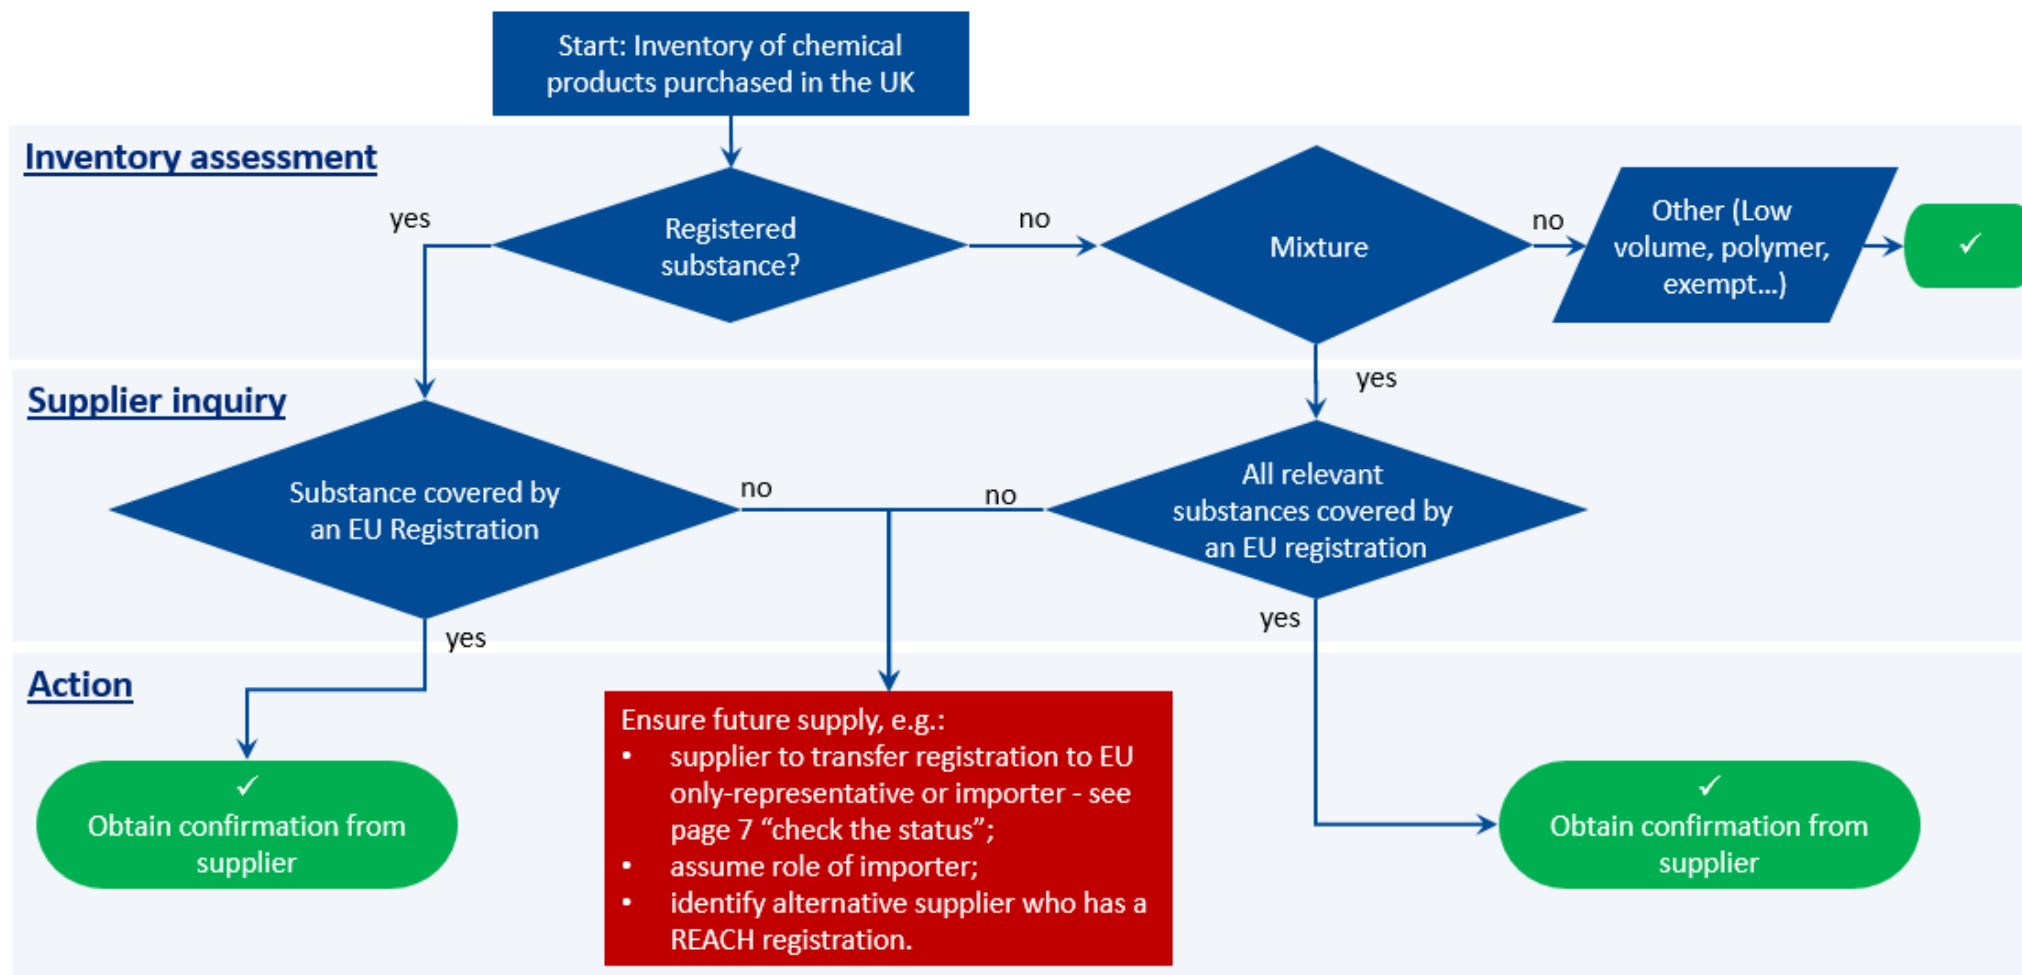 Start: Inventory of chemical
products purchased in the UK
Inventory assessment
yes
Registered
substance?
no
Mixture
no
Other (Low
volume, polymer,
exempt...)
✓
yes
Supplier inquiry
Substance covered by
an EU Registration
no
no
All relevant
substances covered by
an EU registration
yes
yes
Action
✓
Obtain confirmation from
supplier
Ensure future supply, e.g.:
• supplier to transfer registration to EU
only-representative or importer - see
page 7 “check the status”;
• assume role of importer;
• identify alternative supplier who has a
REACH registration.
✓
Obtain confirmation from
supplier